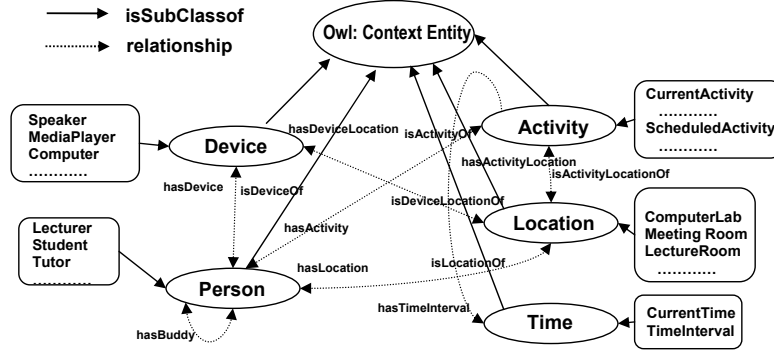 isSubClassof
relationship
Owl: Context Entity
Speaker
MediaPlayer
Computer
............
Device
hasDeviceLocation
isActivityOf
Activity
CurrentActivity
............
ScheduledActivity
............
hasActivityLocation
isActivityLocationOf
hasDevice
isDeviceOf
isDeviceLocationOf
Location
ComputerLab
Meeting Room
LectureRoom
............
Lecturer
Student
Tutor
............
hasActivity
hasLocation
isLocationOf
Person
hasBuddy
hasTimeInterval
Time
CurrentTime
TimeInterval